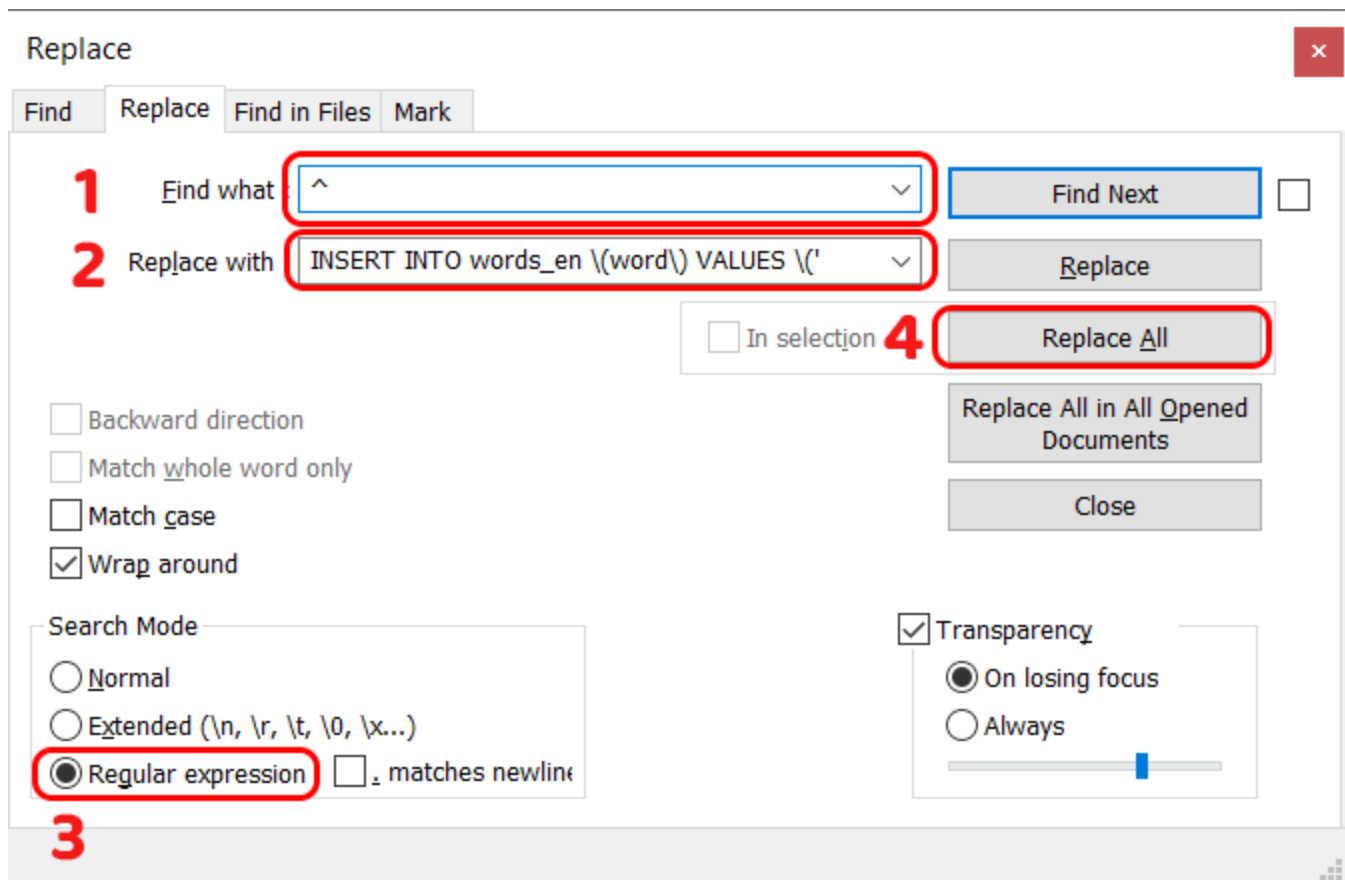 Replace
×
Find Replace Find in Files Mark
1 Find what : ^ Find Next
2 Replace with INSERT INTO words_en \(word\) VALUES \(' Replace
In selection 4 Replace All
Backward direction
Replace All in All Opened
Documents
Match whole word only
Match case
Close
Wrap around
Search Mode
Transparency
Normal
On losing focus
Extended (\n, \r, \t, \0, \x...)
Always
Regular expression . matches newline
3